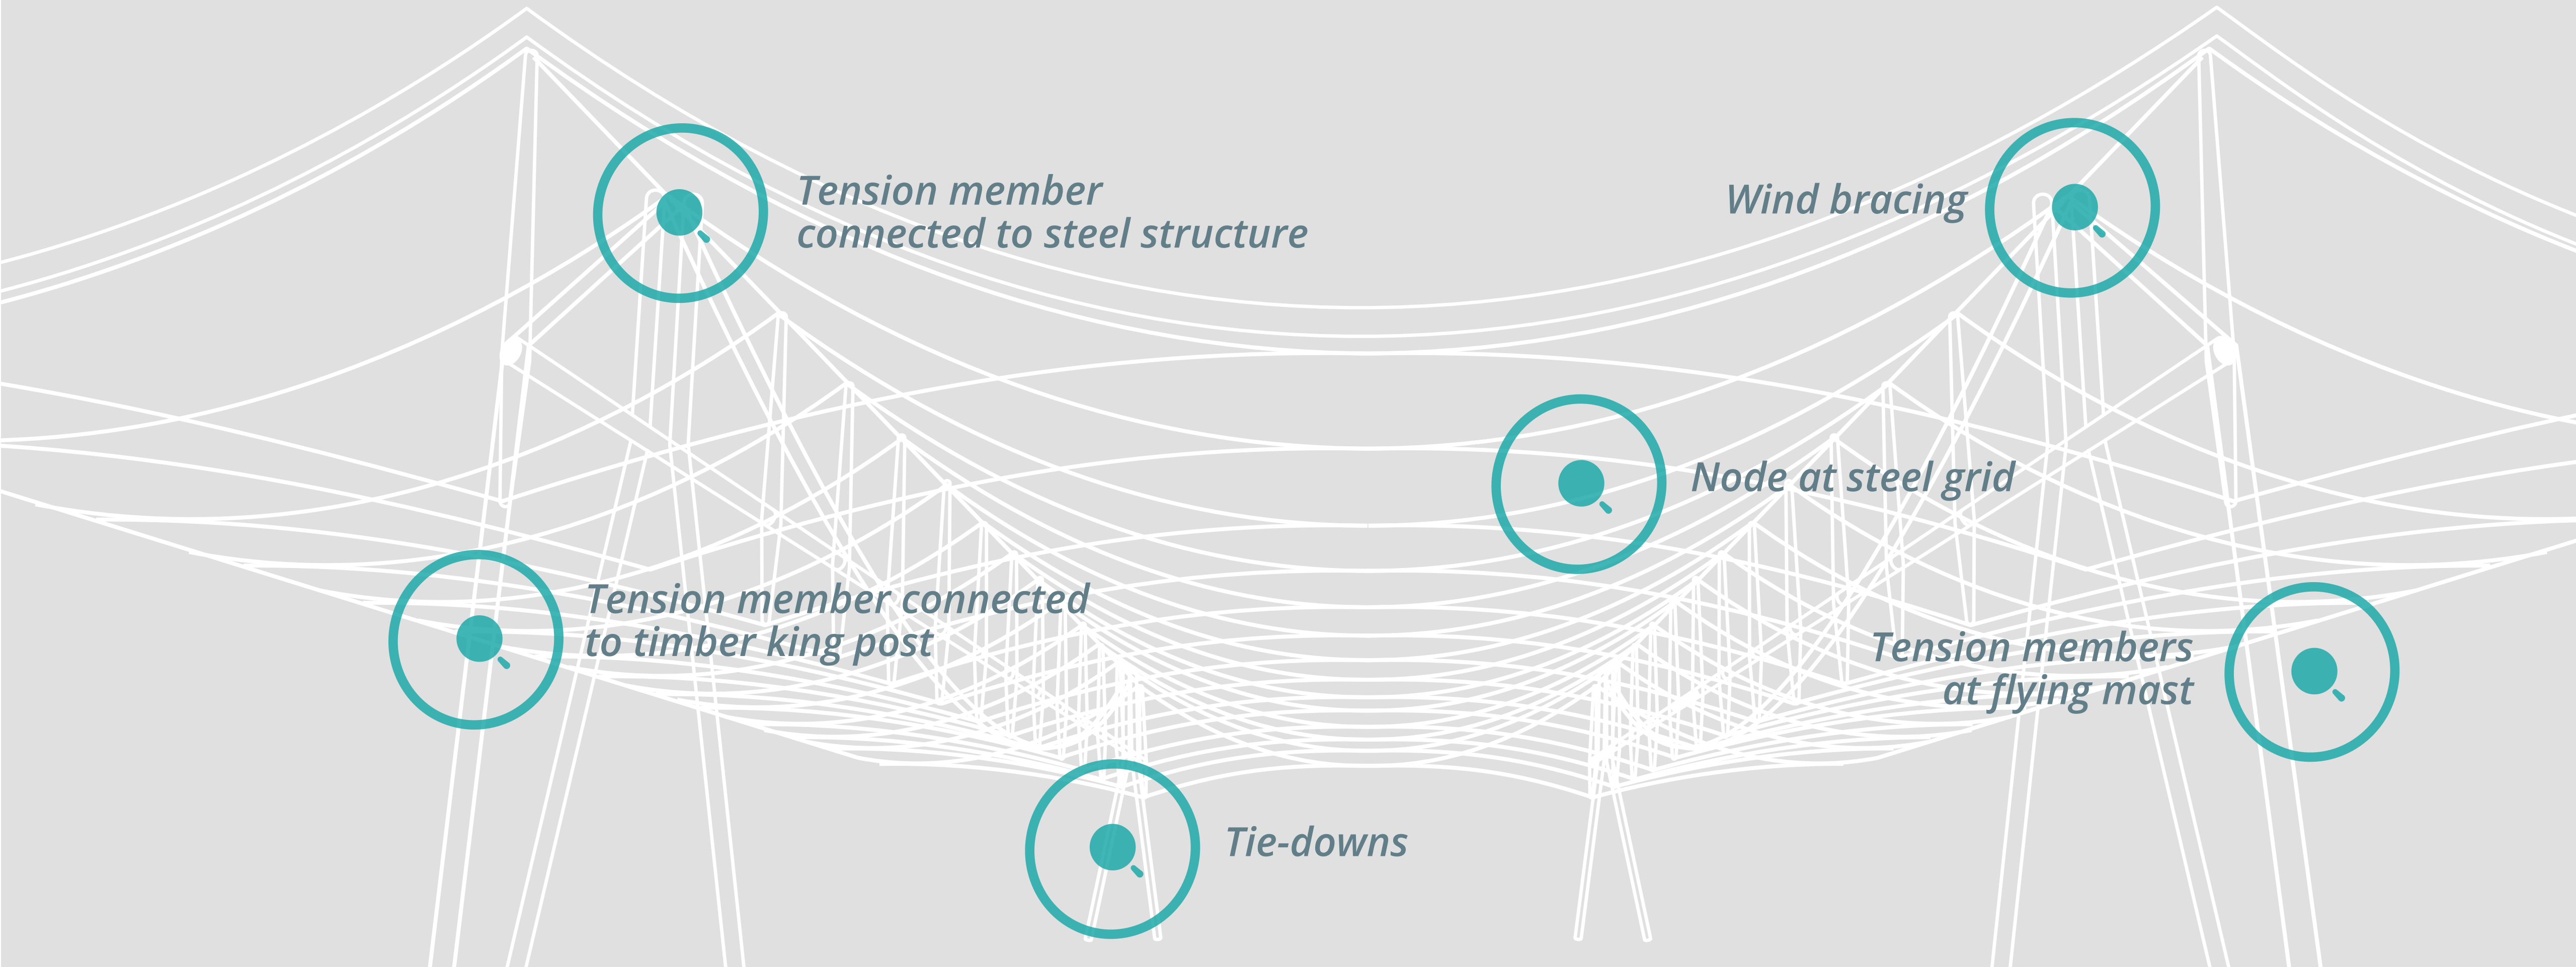 Tension member
connected to steel structure
Wind bracing
Node at steel grid
Tension member connected
to timber king post
Tension members
at flying mast
Tie-downs